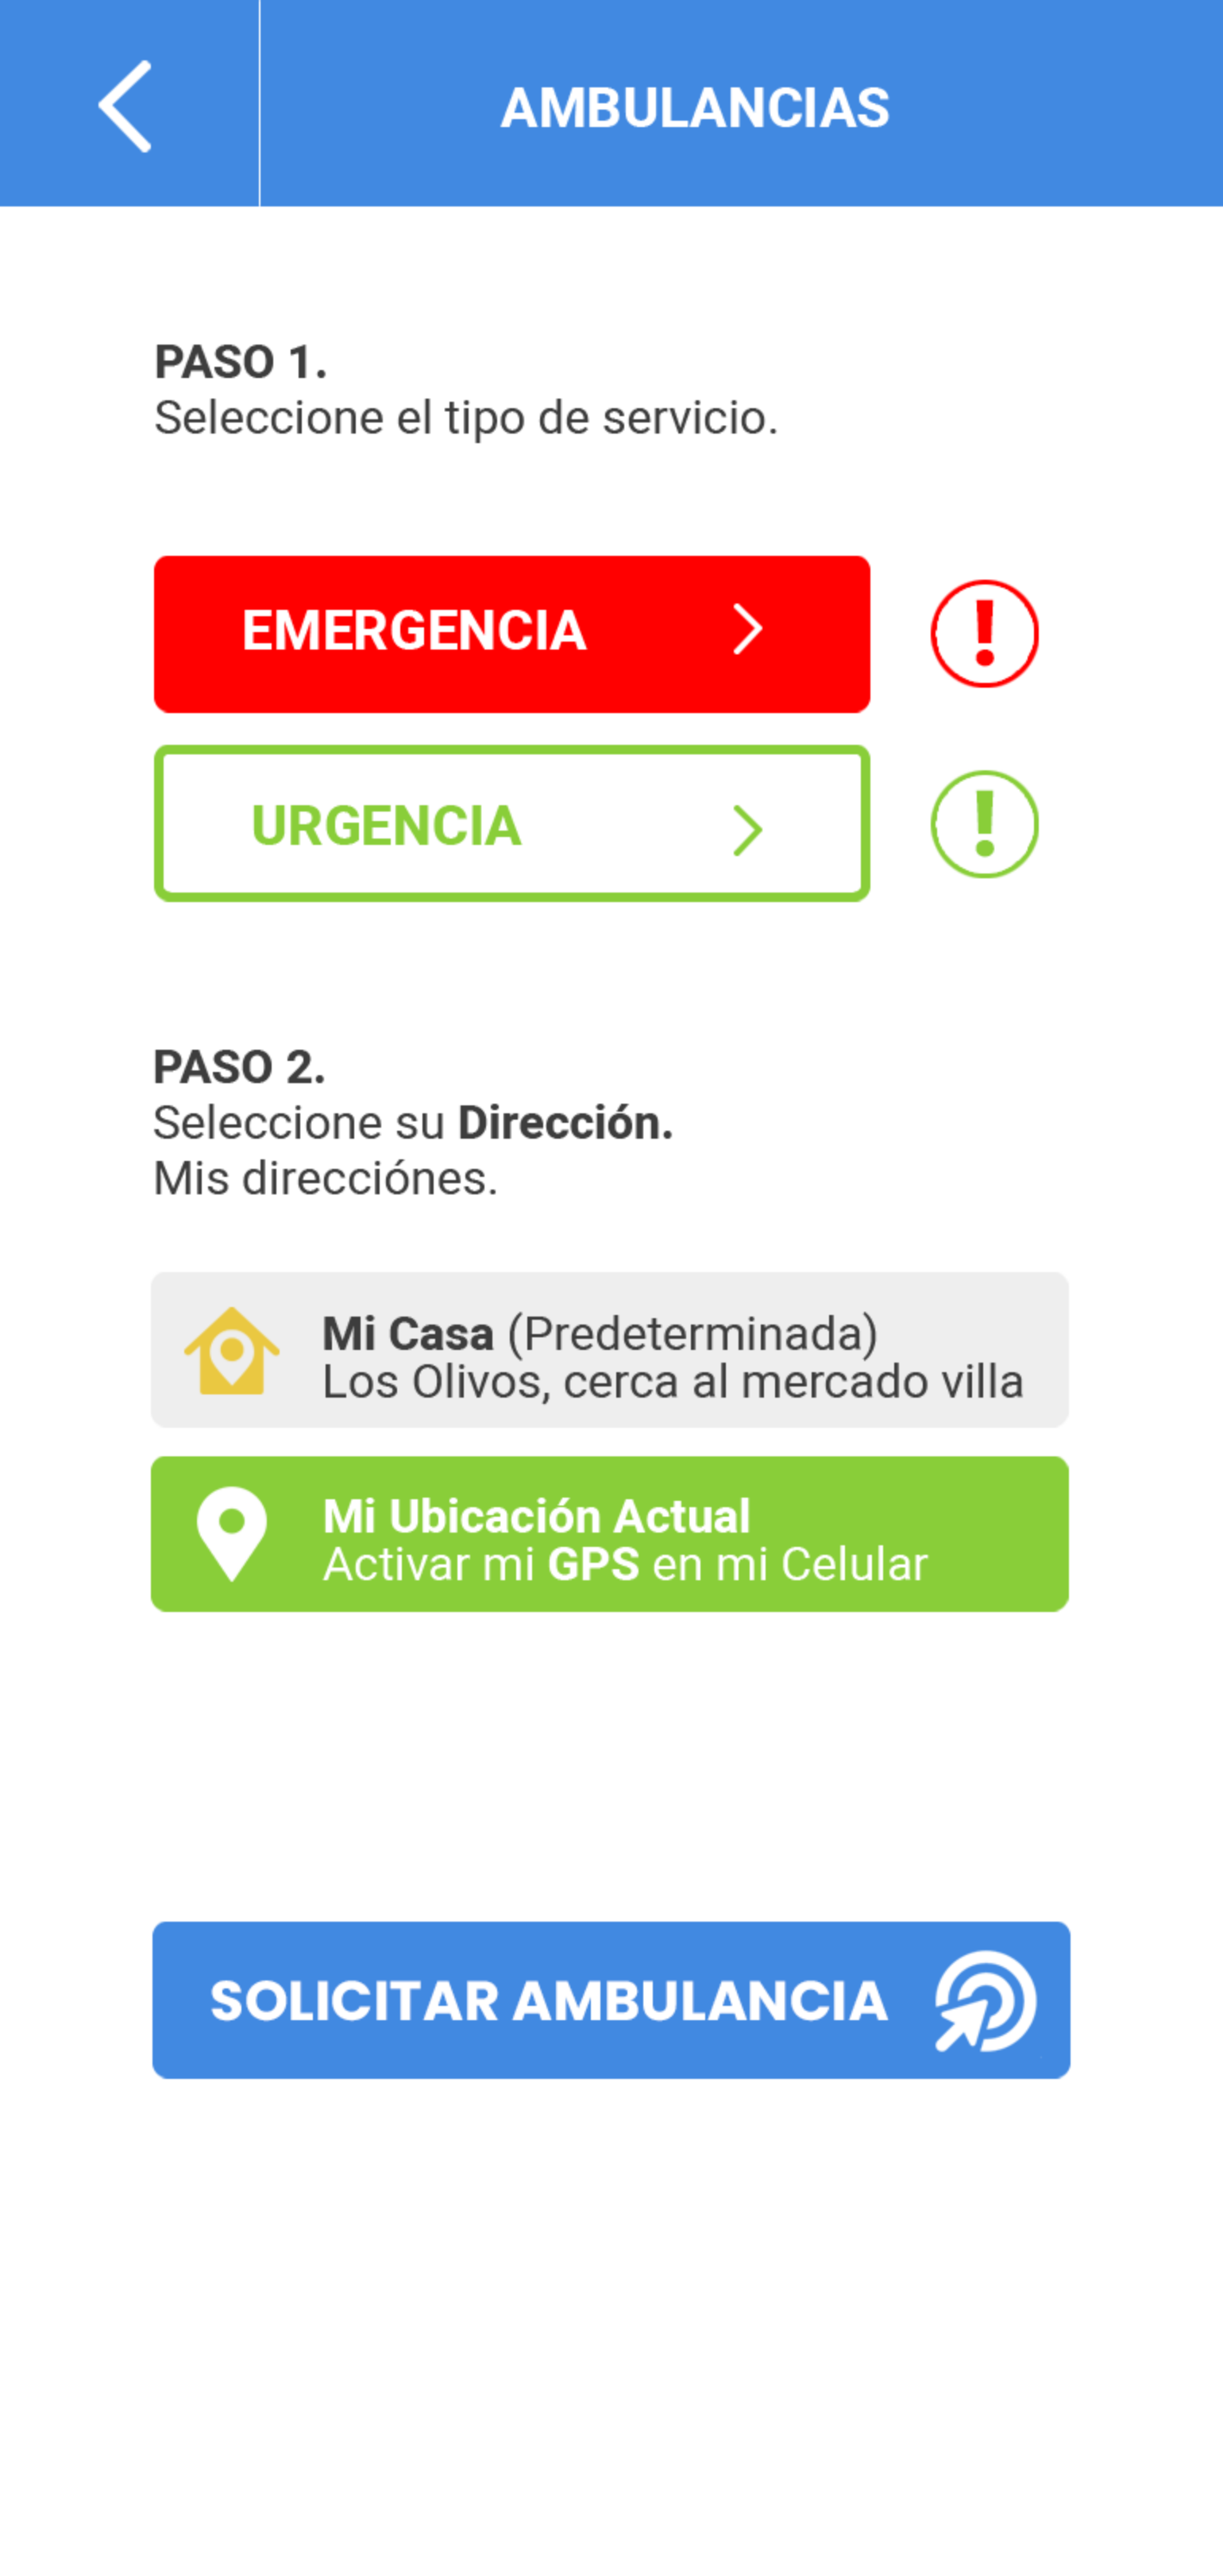 AMBULANCIAS
PASO 1.
Seleccione el tipo de servicio.
EMERGENCIA
URGENCIA
PASO 2.
Seleccione su Dirección.
Mis direcciónes.
Mi Casa (Predeterminada)
Los Olivos, cerca al mercado villa
Mi Ubicación Actual
Activar mi GPS en mi Celular
SOLICITAR AMBULANCIA